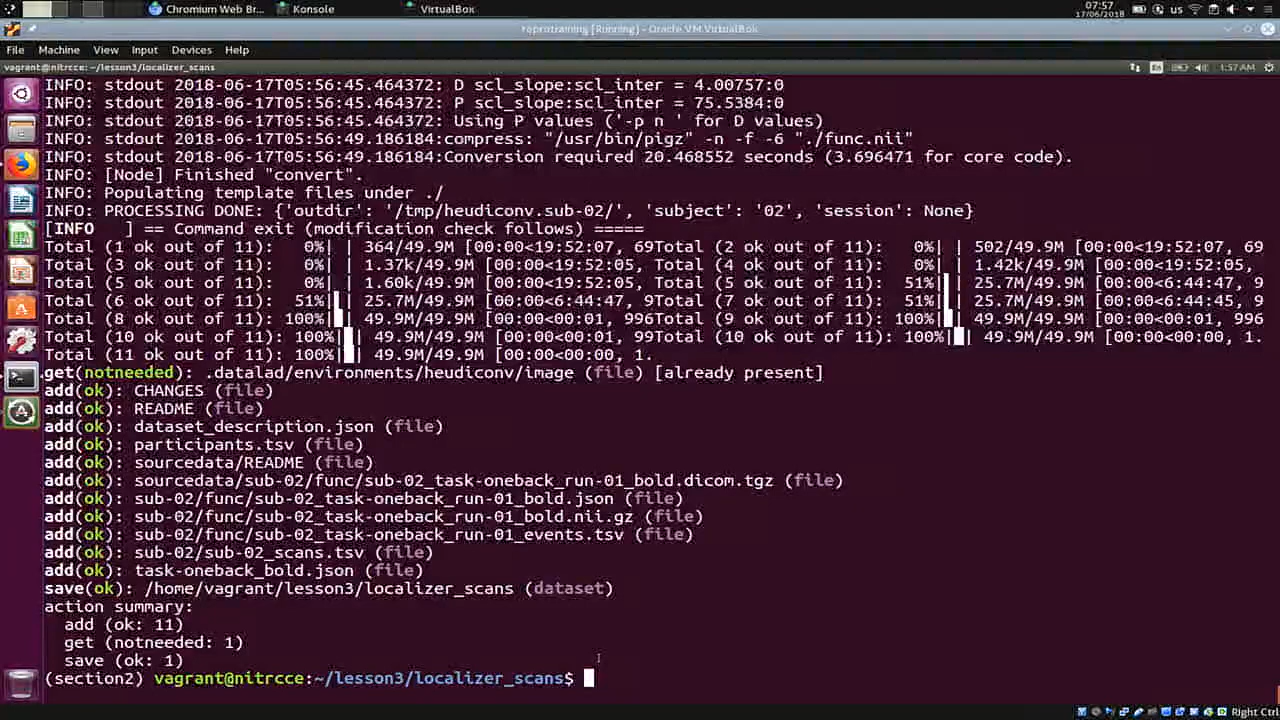 Chromium Web Br... Konsole VirtualBox 07:57
us 17/06/2018
reprotraining [Running] - Oracle VM VirtualBox
File Machine View Input Devices Help
vagrant@nitrcce: ~/lesson3/localizer_scans En 1:57 AM
INFO: stdout 2018-06-17T05:56:45.464372: D scl_slope:scl_inter = 4.00757:0
INFO: stdout 2018-06-17T05:56:45.464372: P scl_slope:scl_inter = 75.5384:0
INFO: stdout 2018-06-17T05:56:45.464372: Using P values ('-p n ' for D values)
INFO: stdout 2018-06-17T05:56:49.186184:compress: "/usr/bin/pigz" -n -f -6 "./func.nii"
INFO: stdout 2018-06-17T05:56:49.186184:Conversion required 20.468552 seconds (3.696471 for core code).
INFO: [Node] Finished "convert".
INFO: Populating template files under ./
INFO: PROCESSING DONE: {'outdir': '/tmp/heudiconv.sub-02/', 'subject': '02', 'session': None}
[INFO   ] == Command exit (modification check follows) =====
Total (1 ok out of 11):   0%| | 364/49.9M [00:00<19:52:07, 69Total (2 ok out of 11):   0%| | 502/49.9M [00:00<19:52:07, 69
Total (3 ok out of 11):   0%| | 1.37k/49.9M [00:00<19:52:05, Total (4 ok out of 11):   0%| | 1.42k/49.9M [00:00<19:52:05,
Total (5 ok out of 11):   0%| | 1.60k/49.9M [00:00<19:52:05, Total (5 ok out of 11):  51%| | 25.7M/49.9M [00:00<6:44:47, 9
Total (6 ok out of 11):  51%| | 25.7M/49.9M [00:00<6:44:47, 9Total (7 ok out of 11):  51%| | 25.7M/49.9M [00:00<6:44:45, 9
Total (8 ok out of 11): 100%| | 49.9M/49.9M [00:00<00:01, 996Total (9 ok out of 11): 100%| | 49.9M/49.9M [00:00<00:01, 996
Total (10 ok out of 11): 100%| | 49.9M/49.9M [00:00<00:01, 99Total (10 ok out of 11): 100%| | 49.9M/49.9M [00:00<00:00, 1.
Total (11 ok out of 11): 100%| | 49.9M/49.9M [00:00<00:00, 1.
get(notneeded): .datalad/environments/heudiconv/image (file) [already present]
add(ok): CHANGES (file)
add(ok): README (file)
add(ok): dataset_description.json (file)
add(ok): participants.tsv (file)
add(ok): sourcedata/README (file)
add(ok): sourcedata/sub-02/func/sub-02_task-oneback_run-01_bold.dicom.tgz (file)
add(ok): sub-02/func/sub-02_task-oneback_run-01_bold.json (file)
add(ok): sub-02/func/sub-02_task-oneback_run-01_bold.nii.gz (file)
add(ok): sub-02/func/sub-02_task-oneback_run-01_events.tsv (file)
add(ok): sub-02/sub-02_scans.tsv (file)
add(ok): task-oneback_bold.json (file)
save(ok): /home/vagrant/lesson3/localizer_scans (dataset)
action summary:
  add (ok: 11)
  get (notneeded: 1)
  save (ok: 1)
(section2) vagrant@nitrcce:~/lesson3/localizer_scans$
Right Ctrl